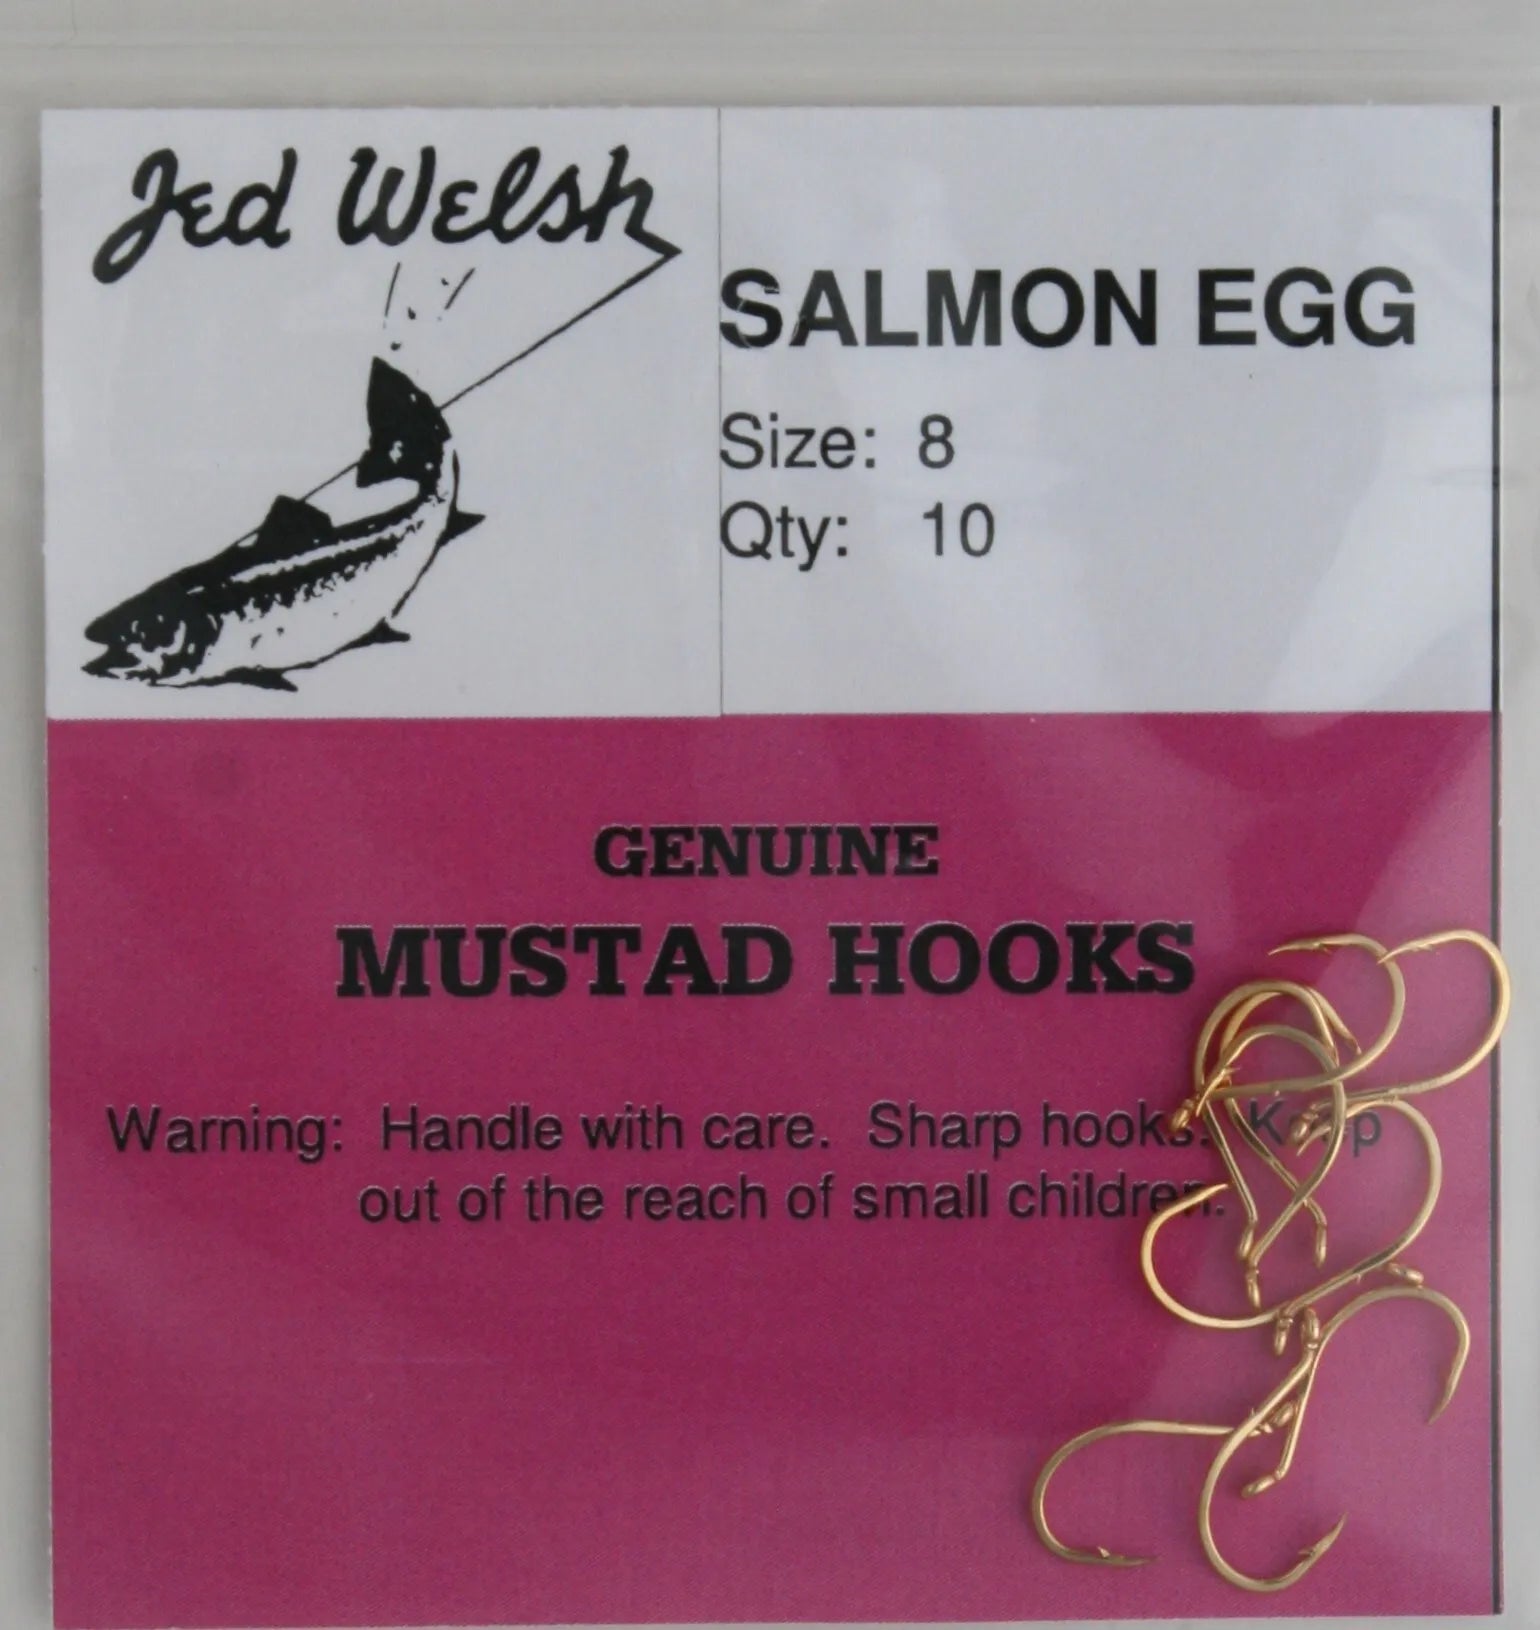 Jed Welsh
SALMON EGG
Size: 8
Qty: 10
GENUINE
MUSTAD HOOKS
Warning: Handle with care. Sharp hooks. Keep
out of the reach of small children.